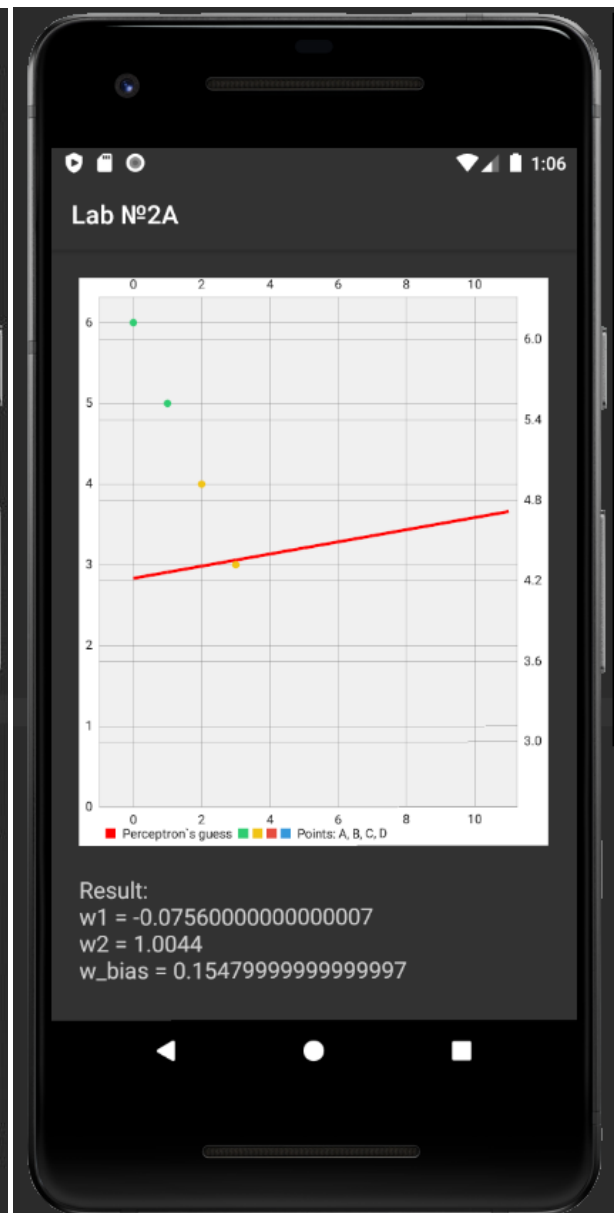 1:06
Lab №2A
0 2 4 6 8 10
6
6.0
5
5.4
4
4.8
3
4.2
2
3.6
1
3.0
0
0 2 4 6 8 10
Perceptron`s guess Points: A, B, C, D
Result:
w1 = -0.07560000000000007
w2 = 1.0044
w_bias = 0.15479999999999997